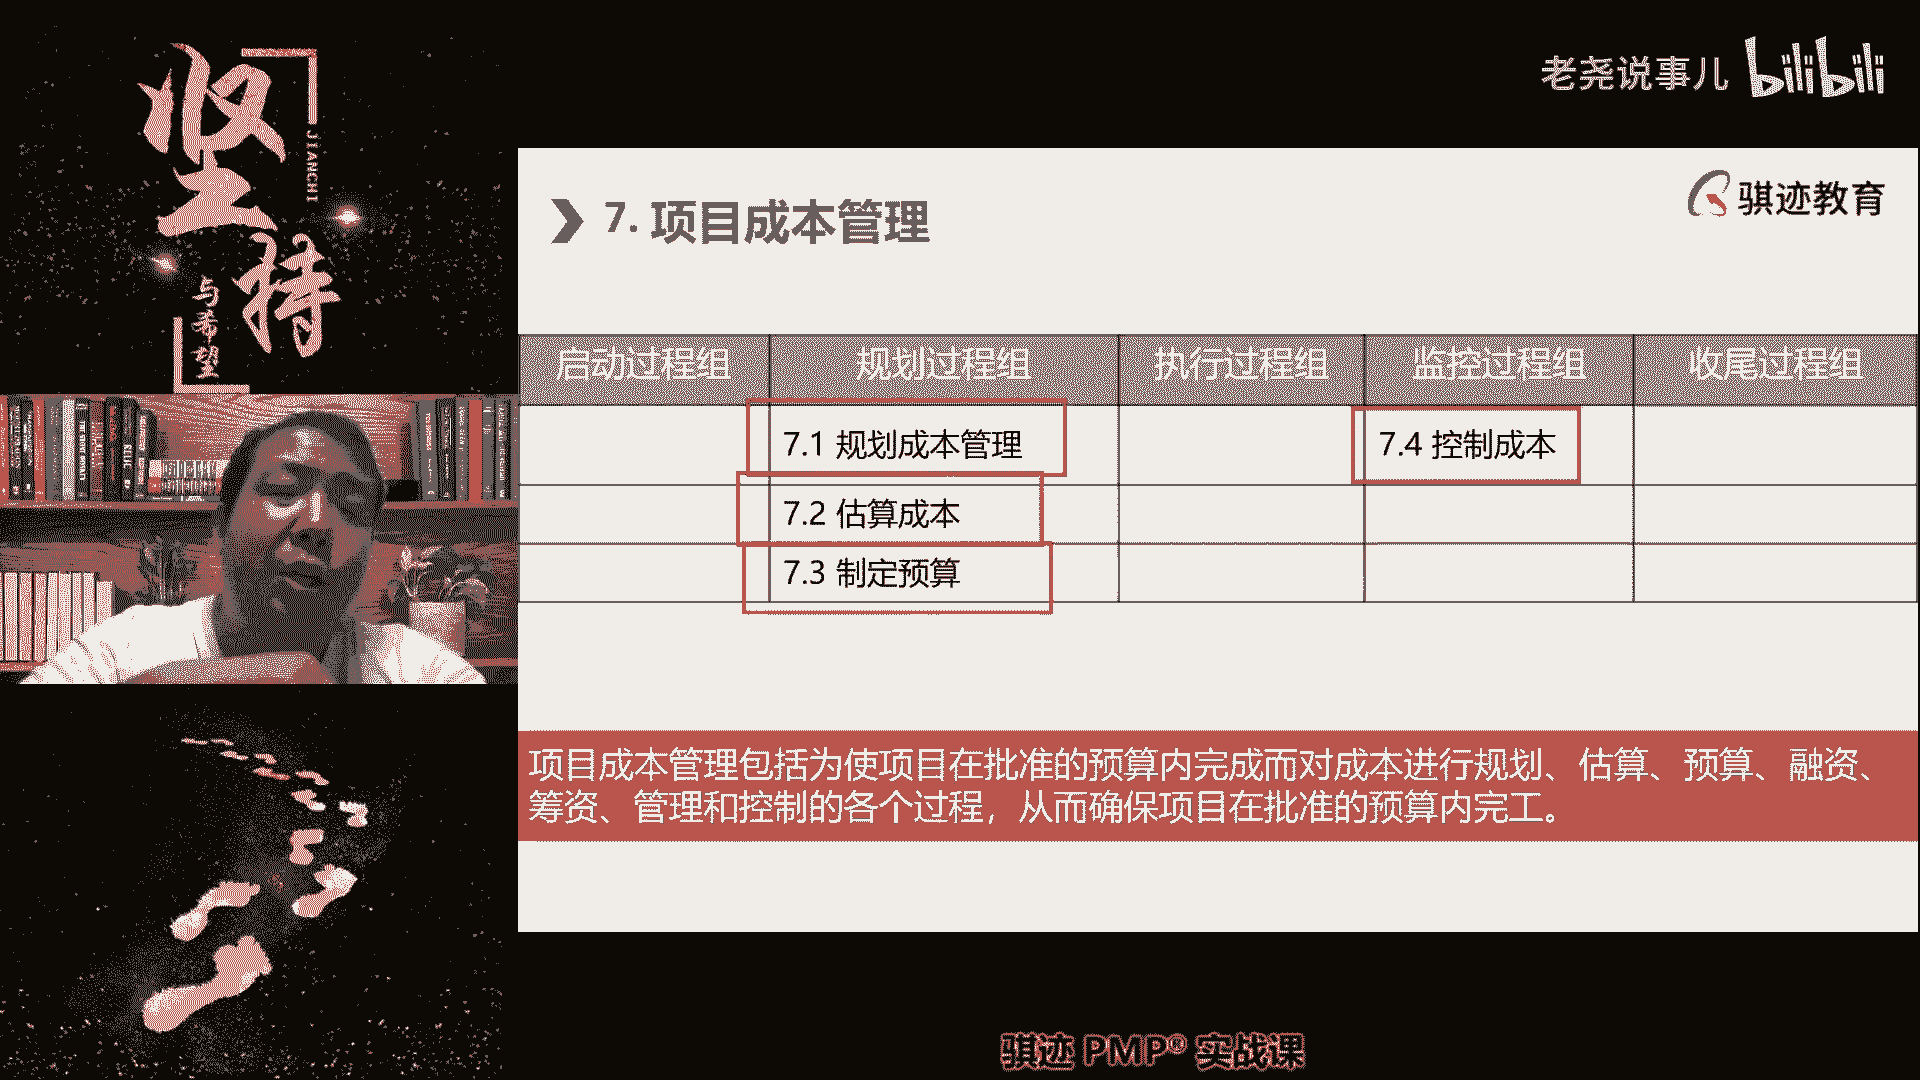 坚持
JIANCHI
与希望
老尧说事儿 bilibili
骐迹教育
7. 项目成本管理
启动过程组 规划过程组 执行过程组 监控过程组 收尾过程组
7.1 规划成本管理 7.4 控制成本
7.2 估算成本
7.3 制定预算
项目成本管理包括为使项目在批准的预算内完成而对成本进行规划、估算、预算、融资、
筹资、管理和控制的各个过程，从而确保项目在批准的预算内完工。
骐迹 PMP® 实战课